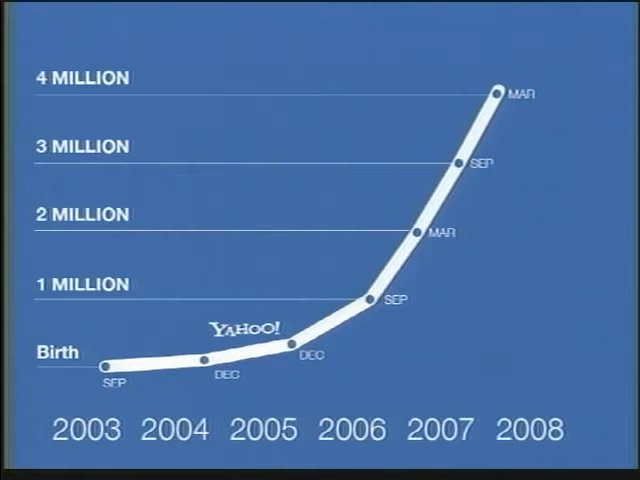 4 MILLION
MAR
3 MILLION
SEP
2 MILLION
MAR
1 MILLION
SEP
YAHOO!
Birth
DEC
DEC
SEP
2003 2004 2005 2006 2007 2008